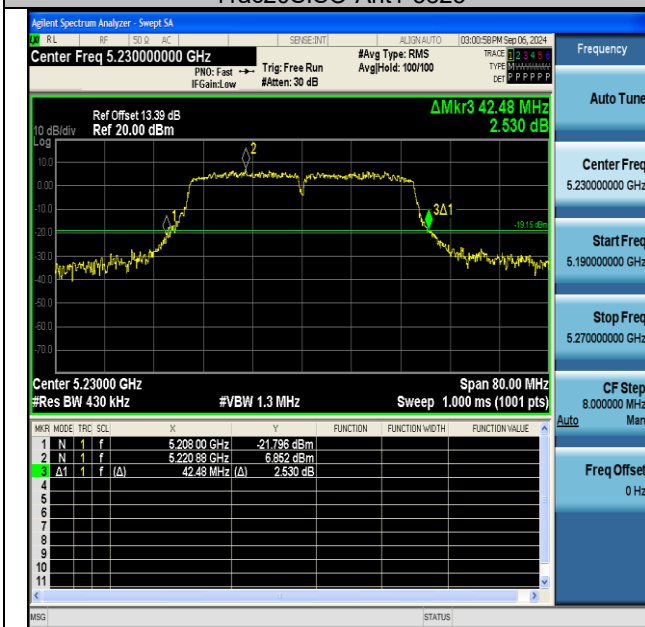 Agilent Spectrum Analyzer - Swept SA
RL RF 50 Ω AC SENSE:INT ALIGN AUTO 03:00:58 PM Sep 06, 2024
Center Freq 5.230000000 GHz #Avg Type: RMS TRACE 1 2 3 4 5 6
PNO: Fast Trig: Free Run Avg|Hold: 100/100 TYPE
IFGain:Low #Atten: 30 dB DET P P P P P P
Frequency
Auto Tune
Center Freq
5.230000000 GHz
Start Freq
5.190000000 GHz
Stop Freq
5.270000000 GHz
CF Step
8.000000 MHz
Auto Man
Freq Offset
0 Hz
ΔMkr3 42.48 MHz
2.530 dB
Ref Offset 13.39 dB
10 dB/div Ref 20.00 dBm
Log
10.0
0.00
-10.0
-20.0
-30.0
-40.0
-50.0
-60.0
-70.0
1
2
3Δ1
-19.15 dBm
Center 5.23000 GHz Span 80.00 MHz
#Res BW 430 kHz #VBW 1.3 MHz Sweep 1.000 ms (1001 pts)
MKR MODE TRC SCL X Y FUNCTION FUNCTION WIDTH FUNCTION VALUE
1 N 1 f 5.208 00 GHz -21.796 dBm
2 N 1 f 5.220 88 GHz 6.852 dBm
3 Δ1 1 f (Δ) 42.48 MHz (Δ) 2.530 dB
4
5
6
7
8
9
10
11
MSG STATUS